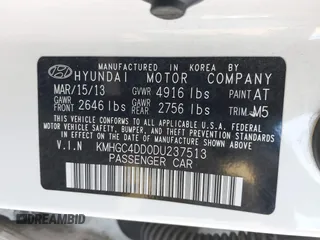 MANUFACTURED IN KOREA BY
HYUNDAI MOTOR COMPANY
MAR/15/13 GVWR 4916 lbs PAINT AT
GAWR FRONT 2646 lbs GAWR REAR 2756 lbs TRIM M5
THIS VEHICLE CONFORMS TO ALL APPLICABLE
FEDERAL MOTOR VEHICLE SAFETY BUMPER, AND
THEFT PREVENTION STANDARDS IN EFFECT ON
THE DATE OF MANUFACTURE SHOWN ABOVE.
V.I.N KMHGC4DD0DU237513
PASSENGER CAR
DREAMBID